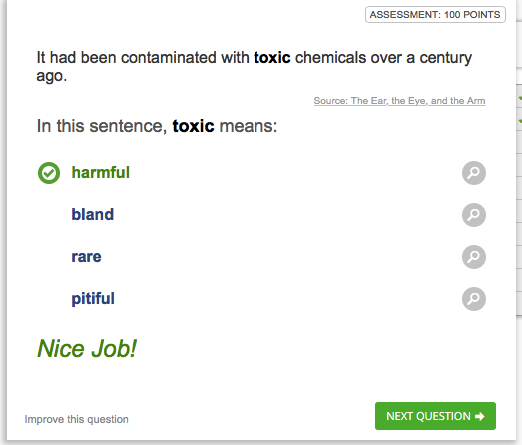 ASSESSMENT: 100 POINTS
It had been contaminated with toxic chemicals over a century
ago.
Source: The Ear, the Eye, and the Arm
In this sentence, toxic means:
harmful
bland
rare
pitiful
Nice Job!
Improve this question
NEXT QUESTION